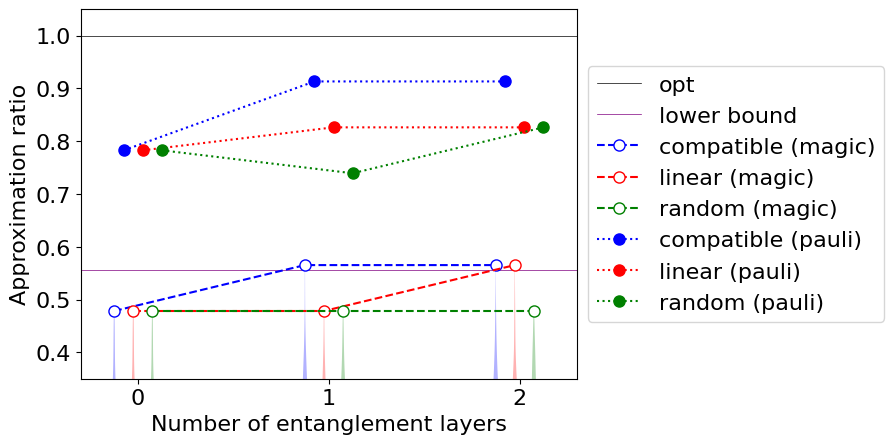 Approximation ratio
1.0
0.9
0.8
0.7
0.6
0.5
0.4
0
1
2
Number of entanglement layers
opt
lower bound
compatible (magic)
linear (magic)
random (magic)
compatible (pauli)
linear (pauli)
random (pauli)